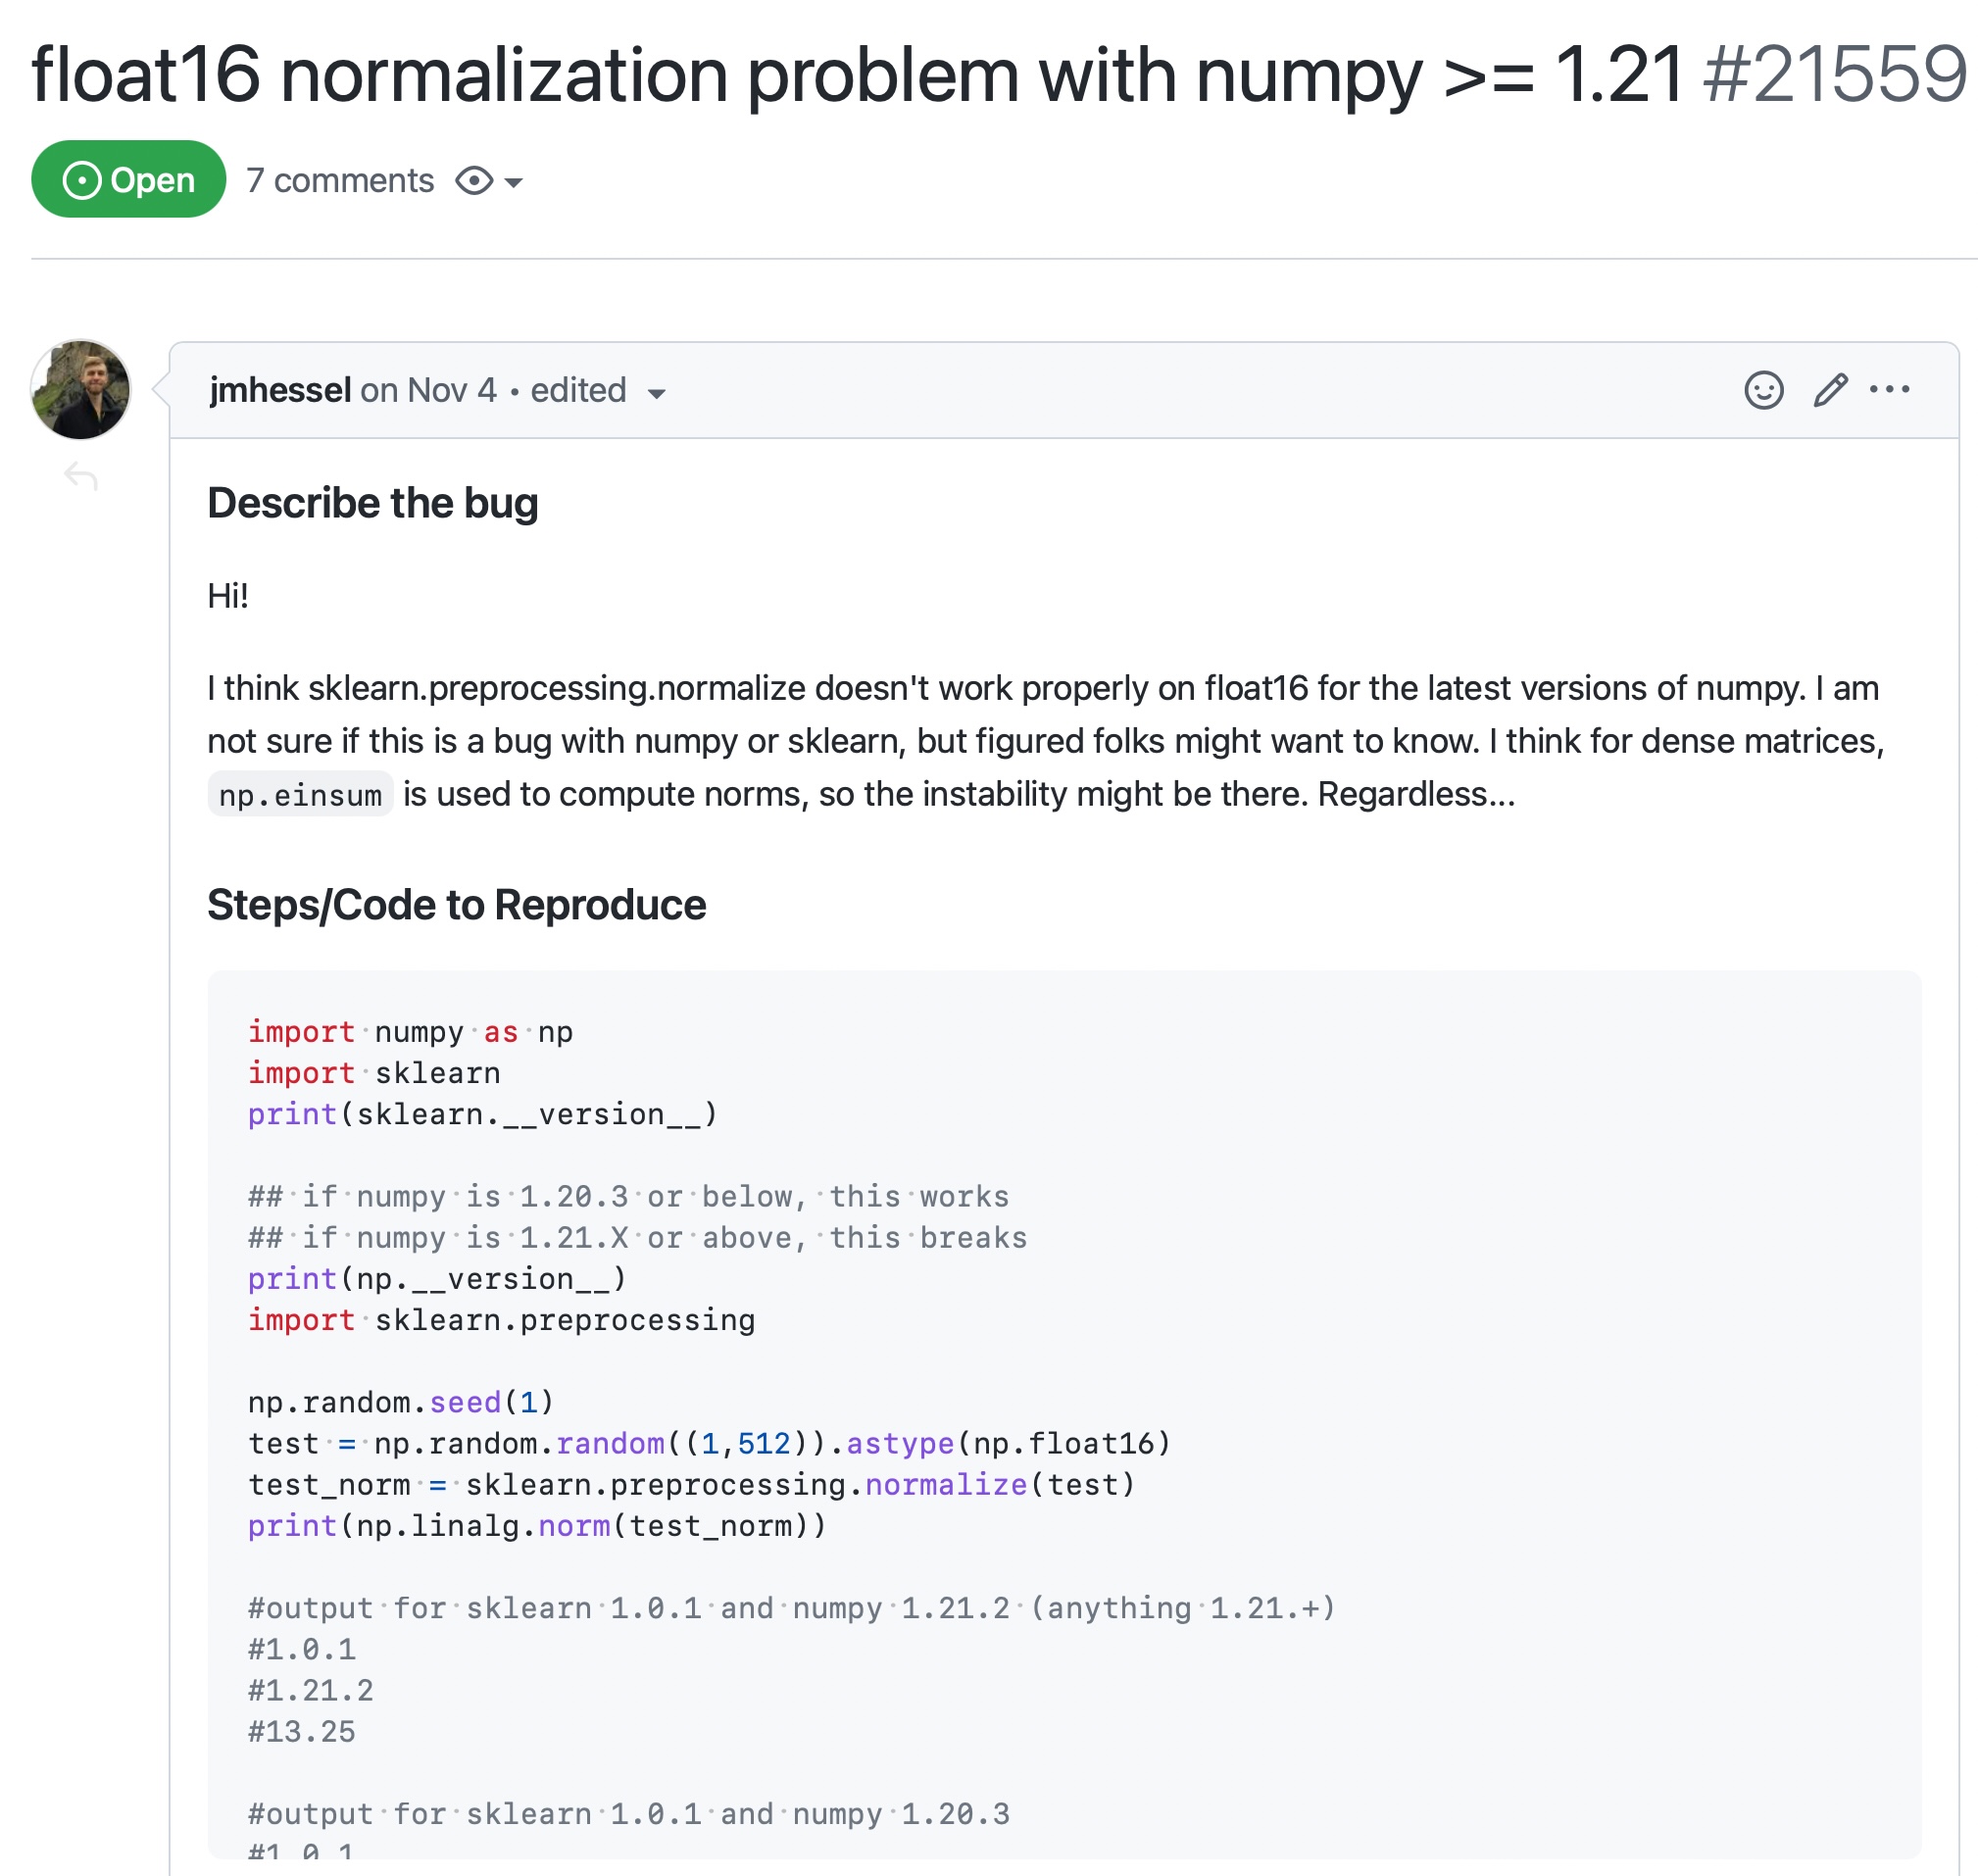 float16 normalization problem with numpy >= 1.21 #21559
Open 7 comments
jmhessel on Nov 4 • edited
Describe the bug
Hi!
I think sklearn.preprocessing.normalize doesn't work properly on float16 for the latest versions of numpy. I am
not sure if this is a bug with numpy or sklearn, but figured folks might want to know. I think for dense matrices,
np.einsum is used to compute norms, so the instability might be there. Regardless...
Steps/Code to Reproduce
import numpy as np
import sklearn
print(sklearn.__version__)
## if numpy is 1.20.3 or below, this works
## if numpy is 1.21.X or above, this breaks
print(np.__version__)
import sklearn.preprocessing
np.random.seed(1)
test = np.random.random((1,512)).astype(np.float16)
test_norm = sklearn.preprocessing.normalize(test)
print(np.linalg.norm(test_norm))
#output for sklearn 1.0.1 and numpy 1.21.2 (anything 1.21.+)
#1.0.1
#1.21.2
#13.25
#output for sklearn 1.0.1 and numpy 1.20.3
#1.0.1